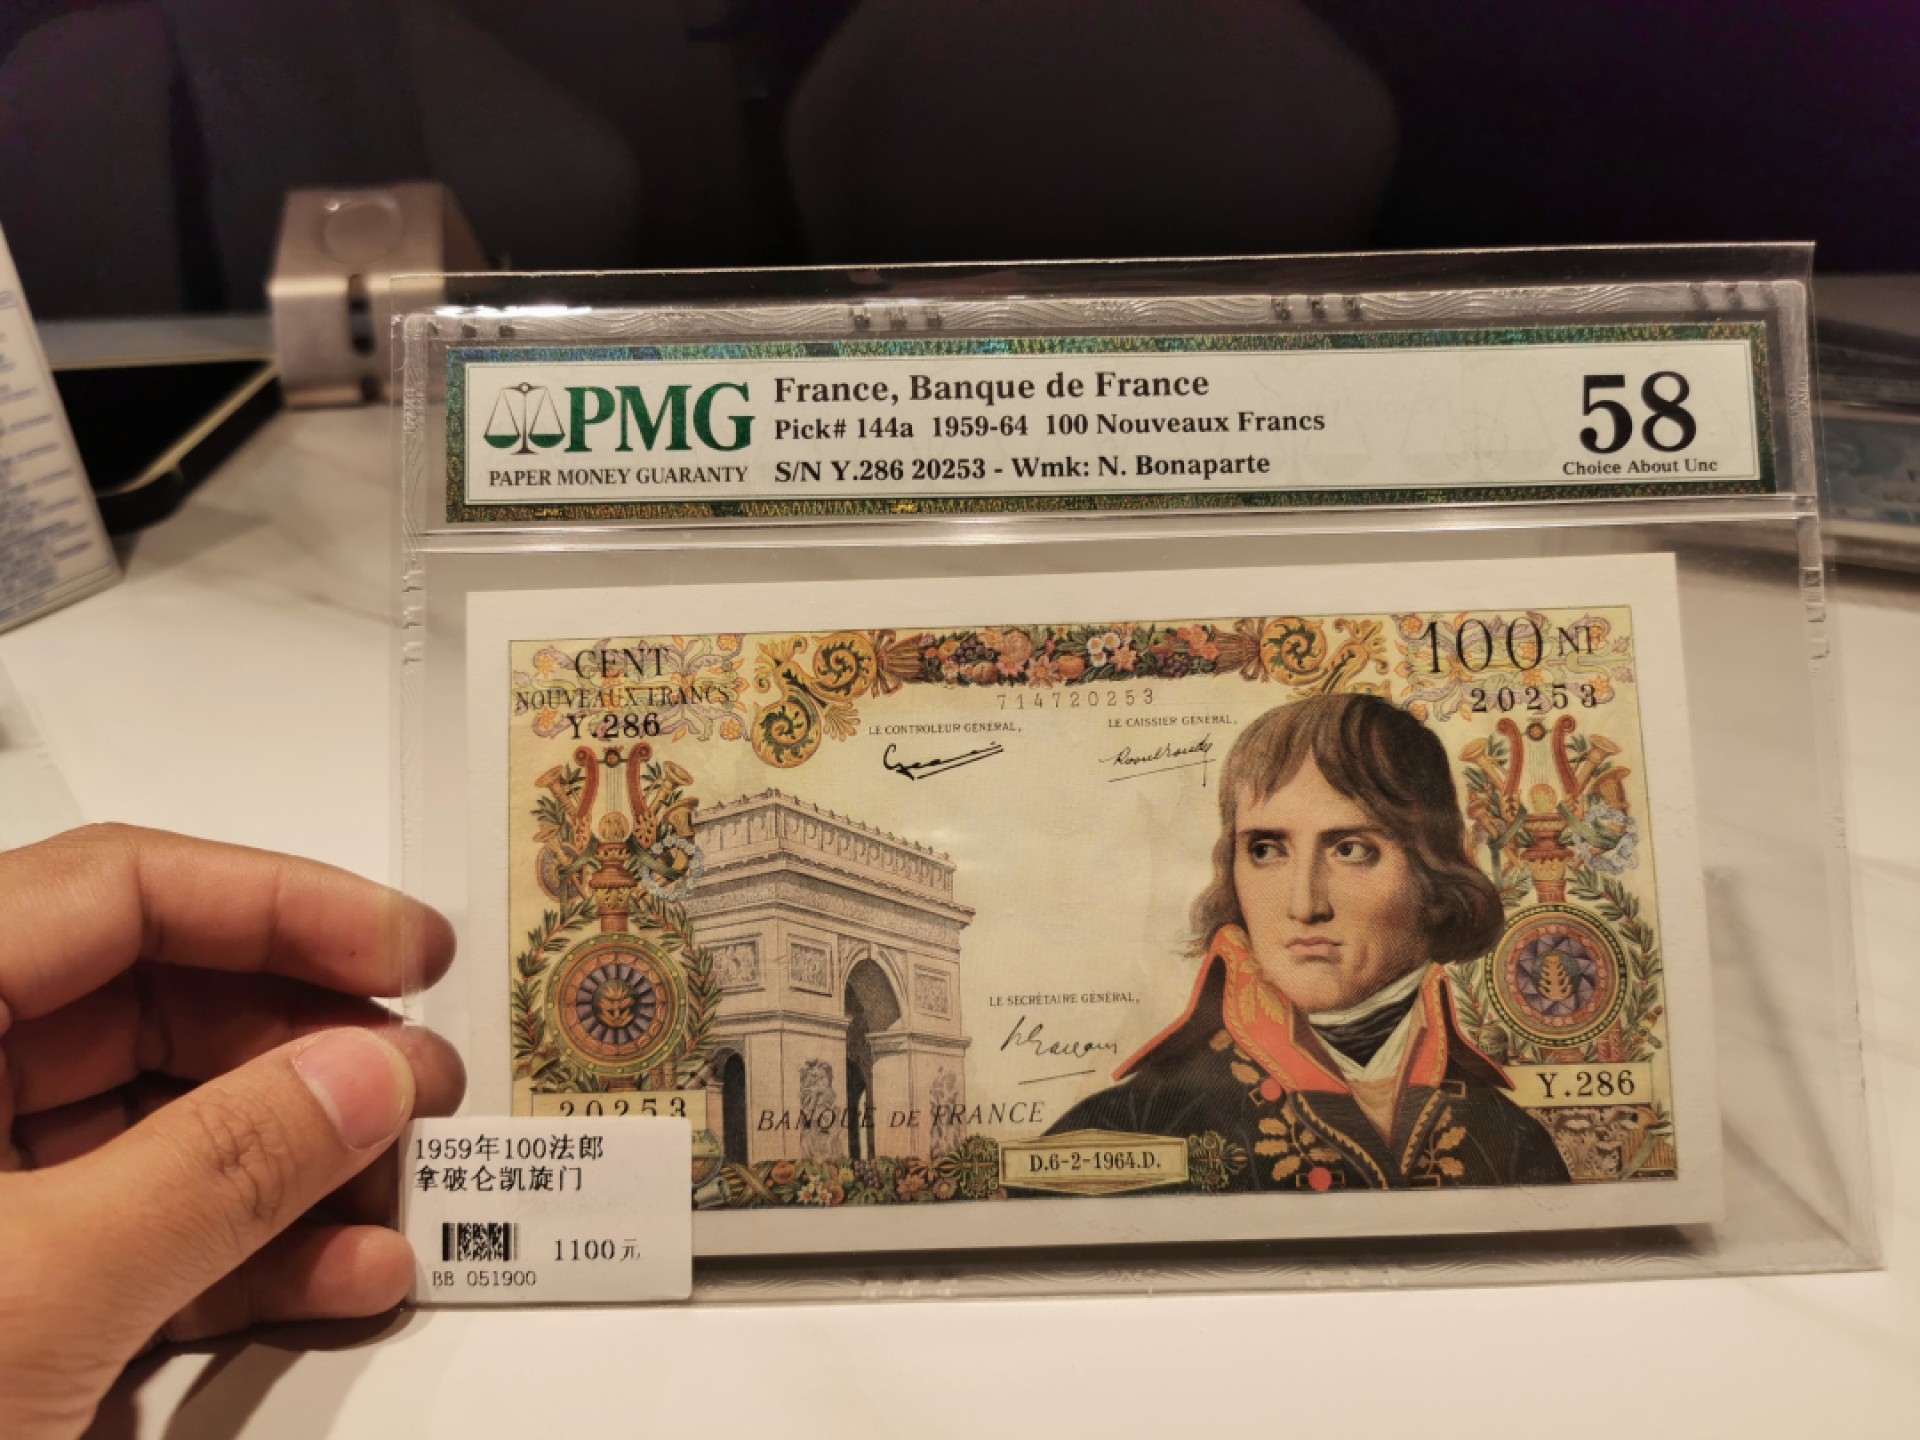 PMG
PAPER MONEY GUARANTY
France, Banque de France
Pick# 144a 1959-64 100 Nouveaux Francs
S/N Y.286 20253 - Wmk: N. Bonaparte
58
Choice About Unc
CENT
NOUVEAUX FRANCS
Y.286
714720253
100 NF
20253
LE CONTROLEUR GÉNÉRAL,
LE CAISSIER GÉNÉRAL,
LE SECRÉTAIRE GÉNÉRAL,
Y.286
20253
BANQUE DE FRANCE
D.6-2-1964.D.
1959年100法郎
拿破仑凯旋门
1100元
BB 051900